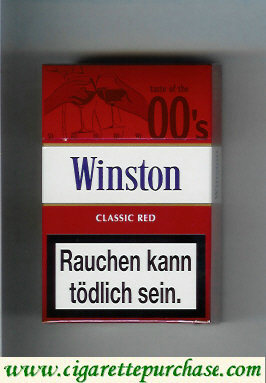 taste of the
00's
Winston
CLASSIC RED
Rauchen kann
tödlich sein.
www.cigarettepurchase.com